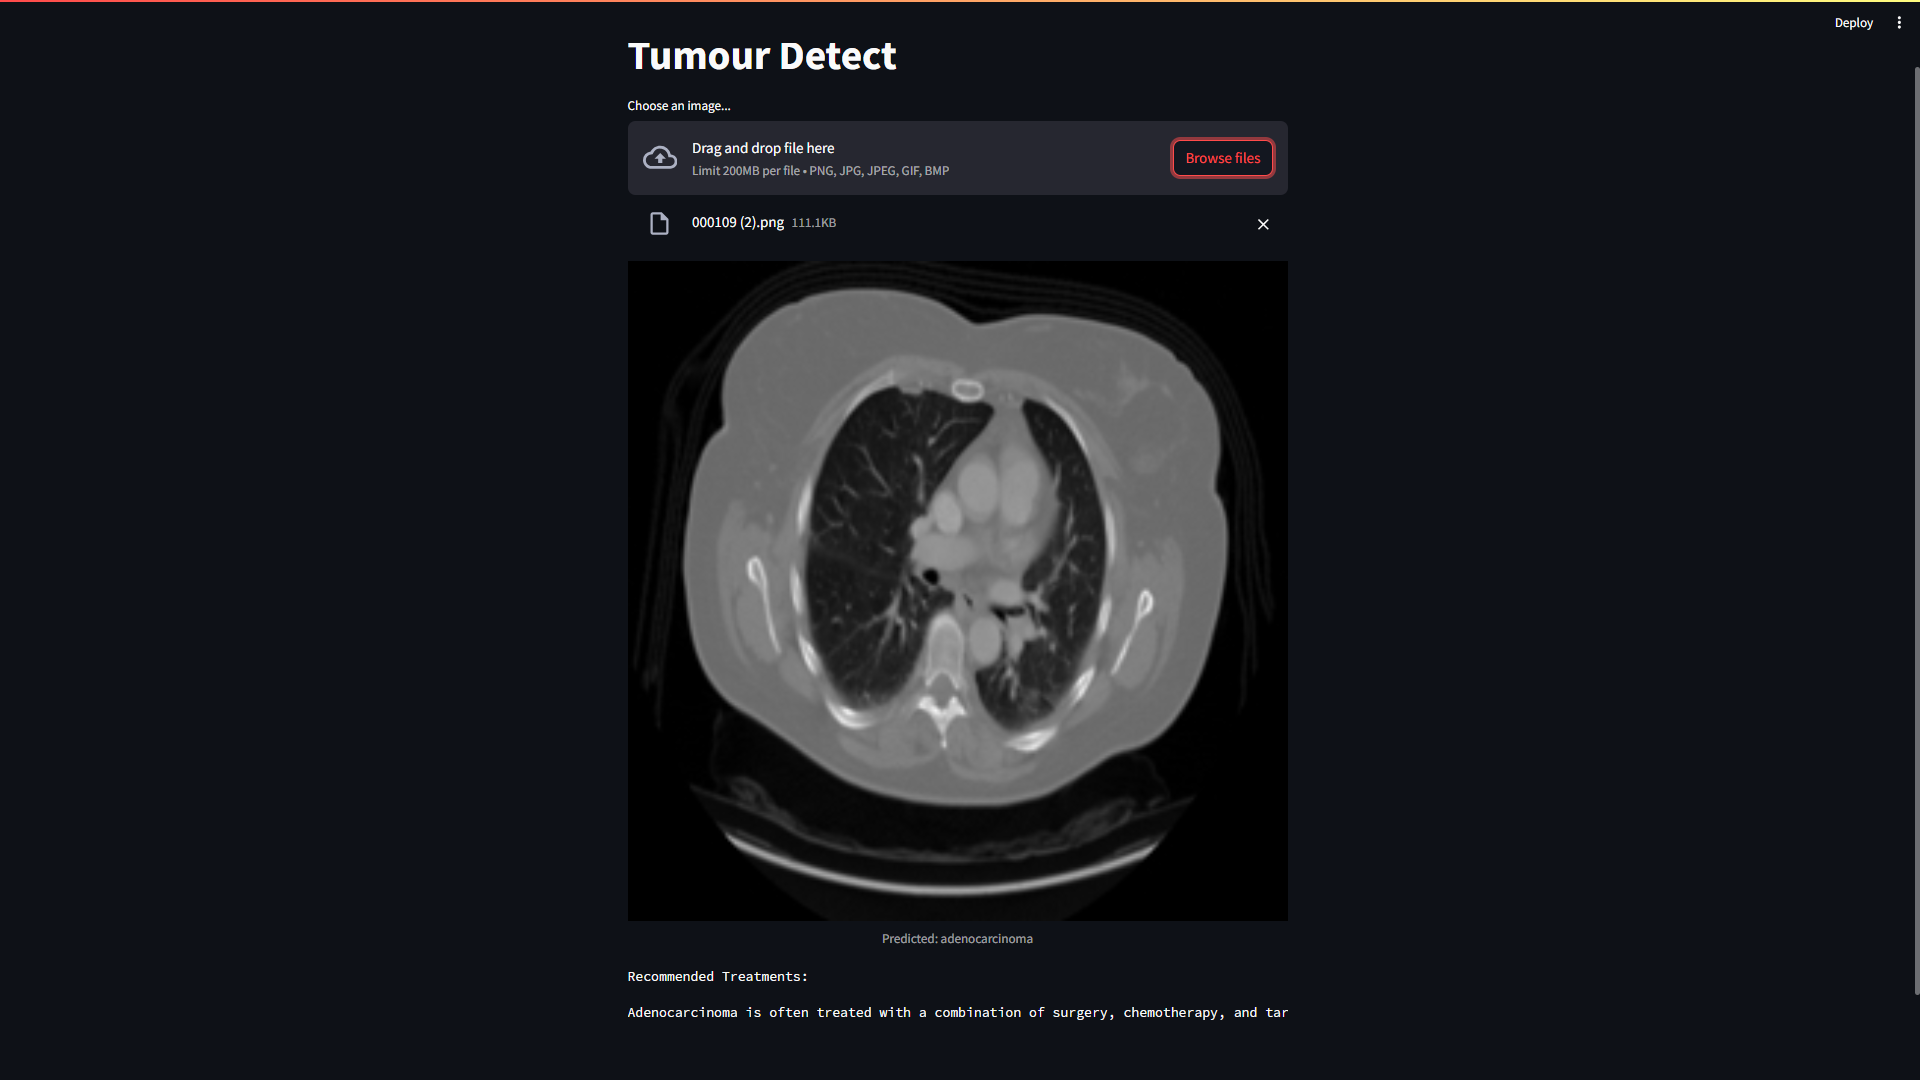 Deploy
Tumour Detect
Choose an image...
Drag and drop file here
Limit 200MB per file • PNG, JPG, JPEG, GIF, BMP
Browse files
000109 (2).png 111.1KB
Predicted: adenocarcinoma
Recommended Treatments:
Adenocarcinoma is often treated with a combination of surgery, chemotherapy, and tar